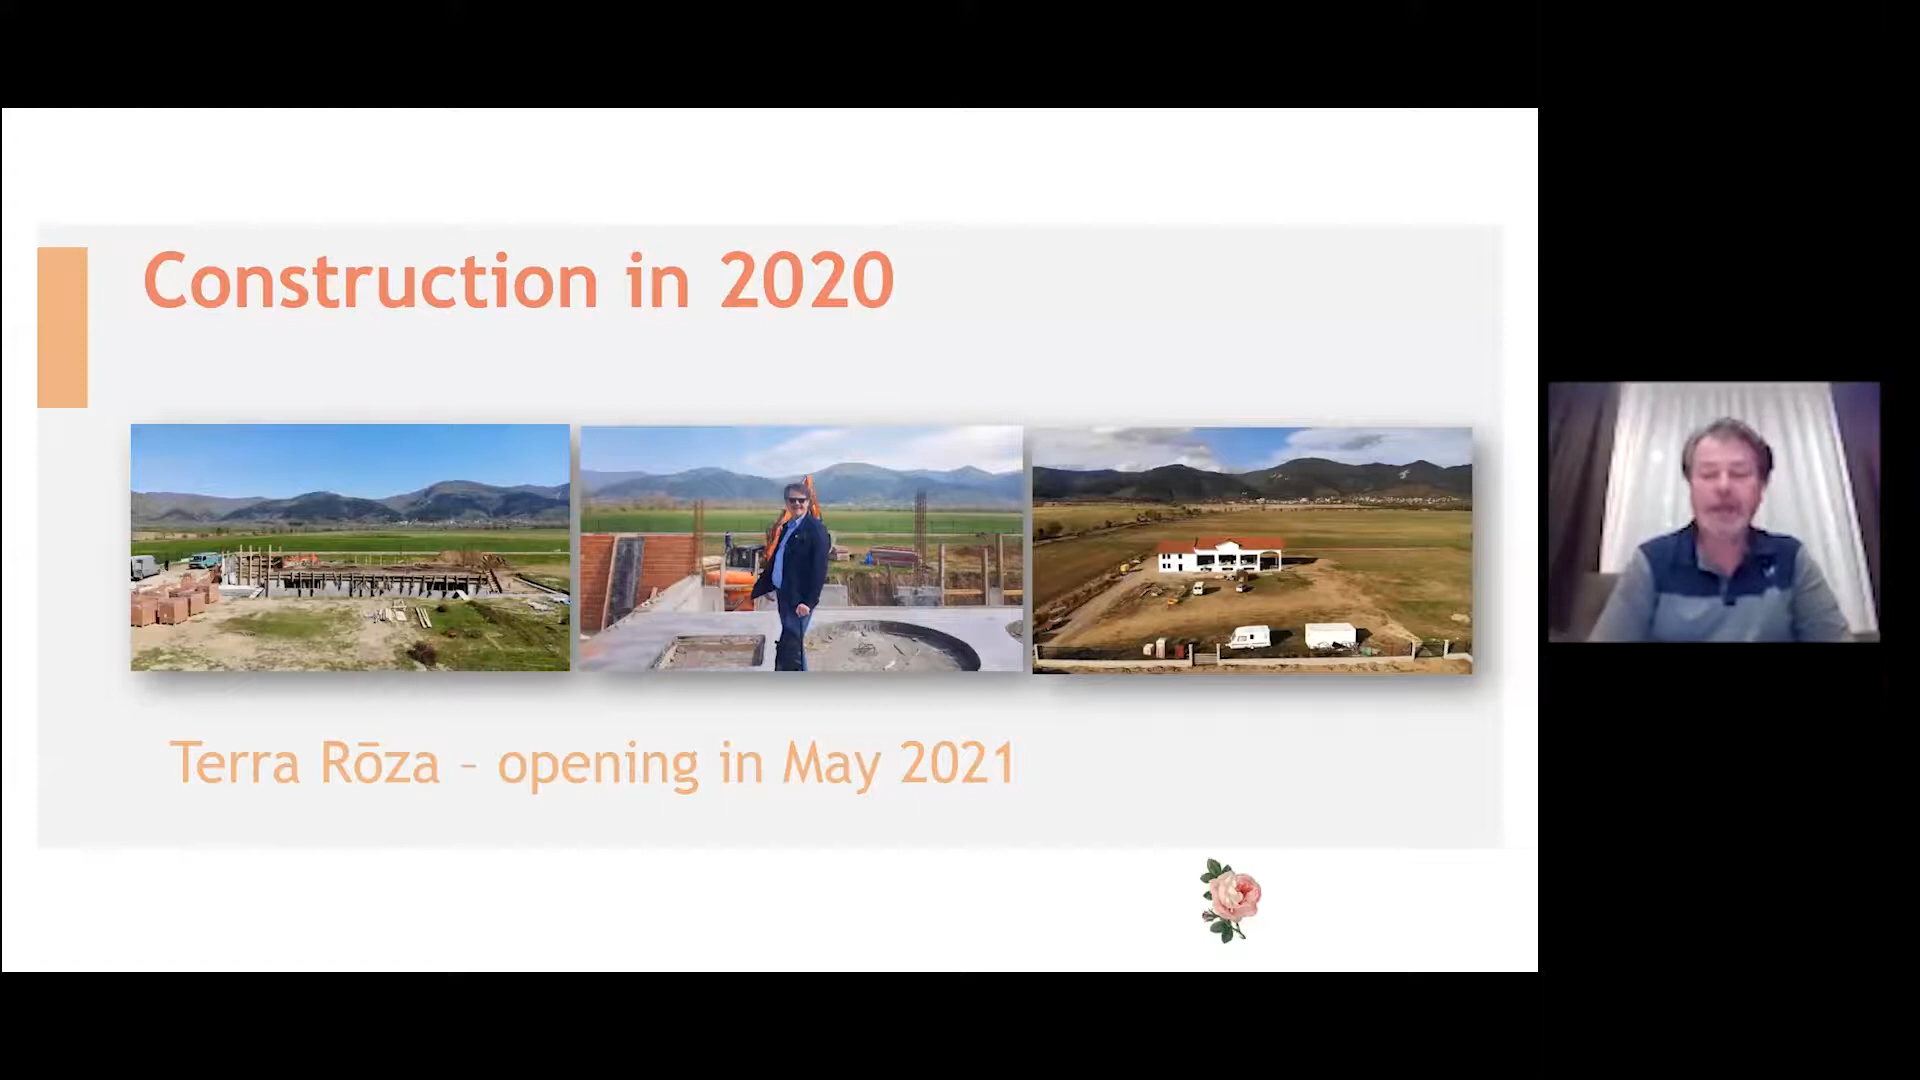 Construction in 2020
Terra Rōza – opening in May 2021